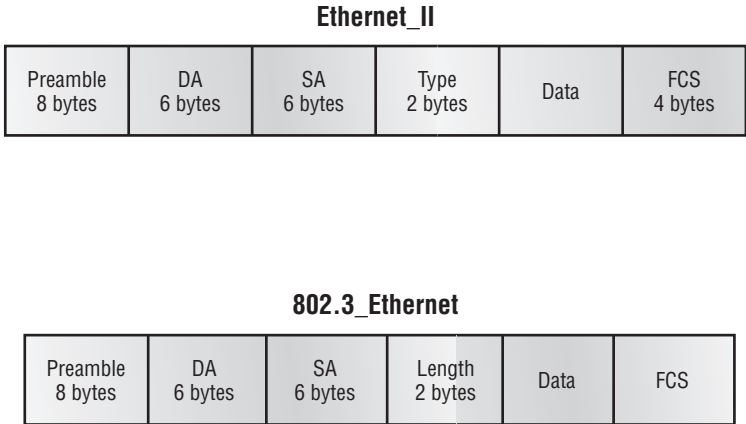 Ethernet_II
Preamble
8 bytes
DA
6 bytes
SA
6 bytes
Type
2 bytes
Data
FCS
4 bytes
802.3_Ethernet
Preamble
8 bytes
DA
6 bytes
SA
6 bytes
Length
2 bytes
Data
FCS